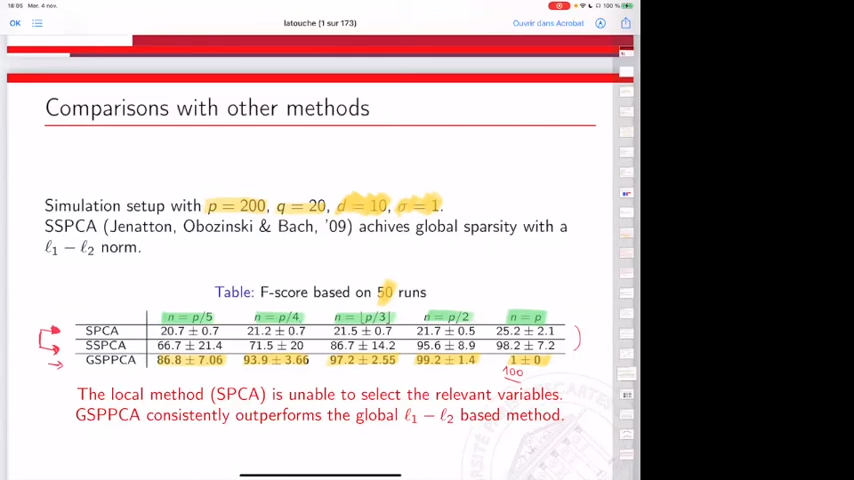 18:05 Mar. 4 nov. 100 %
OK latouche (1 sur 173) Ouvrir dans Acrobat
Comparisons with other methods
Simulation setup with p = 200, q = 20, d = 10, σ = 1.
SSPCA (Jenatton, Obozinski & Bach, '09) achives global sparsity with a
ℓ1 − ℓ2 norm.
Table: F-score based on 50 runs
n = p/5 n = p/4 n = ⌊p/3⌋ n = p/2 n = p
SPCA 20.7 ± 0.7 21.2 ± 0.7 21.5 ± 0.7 21.7 ± 0.5 25.2 ± 2.1
SSPCA 66.7 ± 21.4 71.5 ± 20 86.7 ± 14.2 95.6 ± 8.9 98.2 ± 7.2
GSPPCA 86.8 ± 7.06 93.9 ± 3.66 97.2 ± 2.55 99.2 ± 1.4 1 ± 0
100
The local method (SPCA) is unable to select the relevant variables.
GSPPCA consistently outperforms the global ℓ1 − ℓ2 based method.